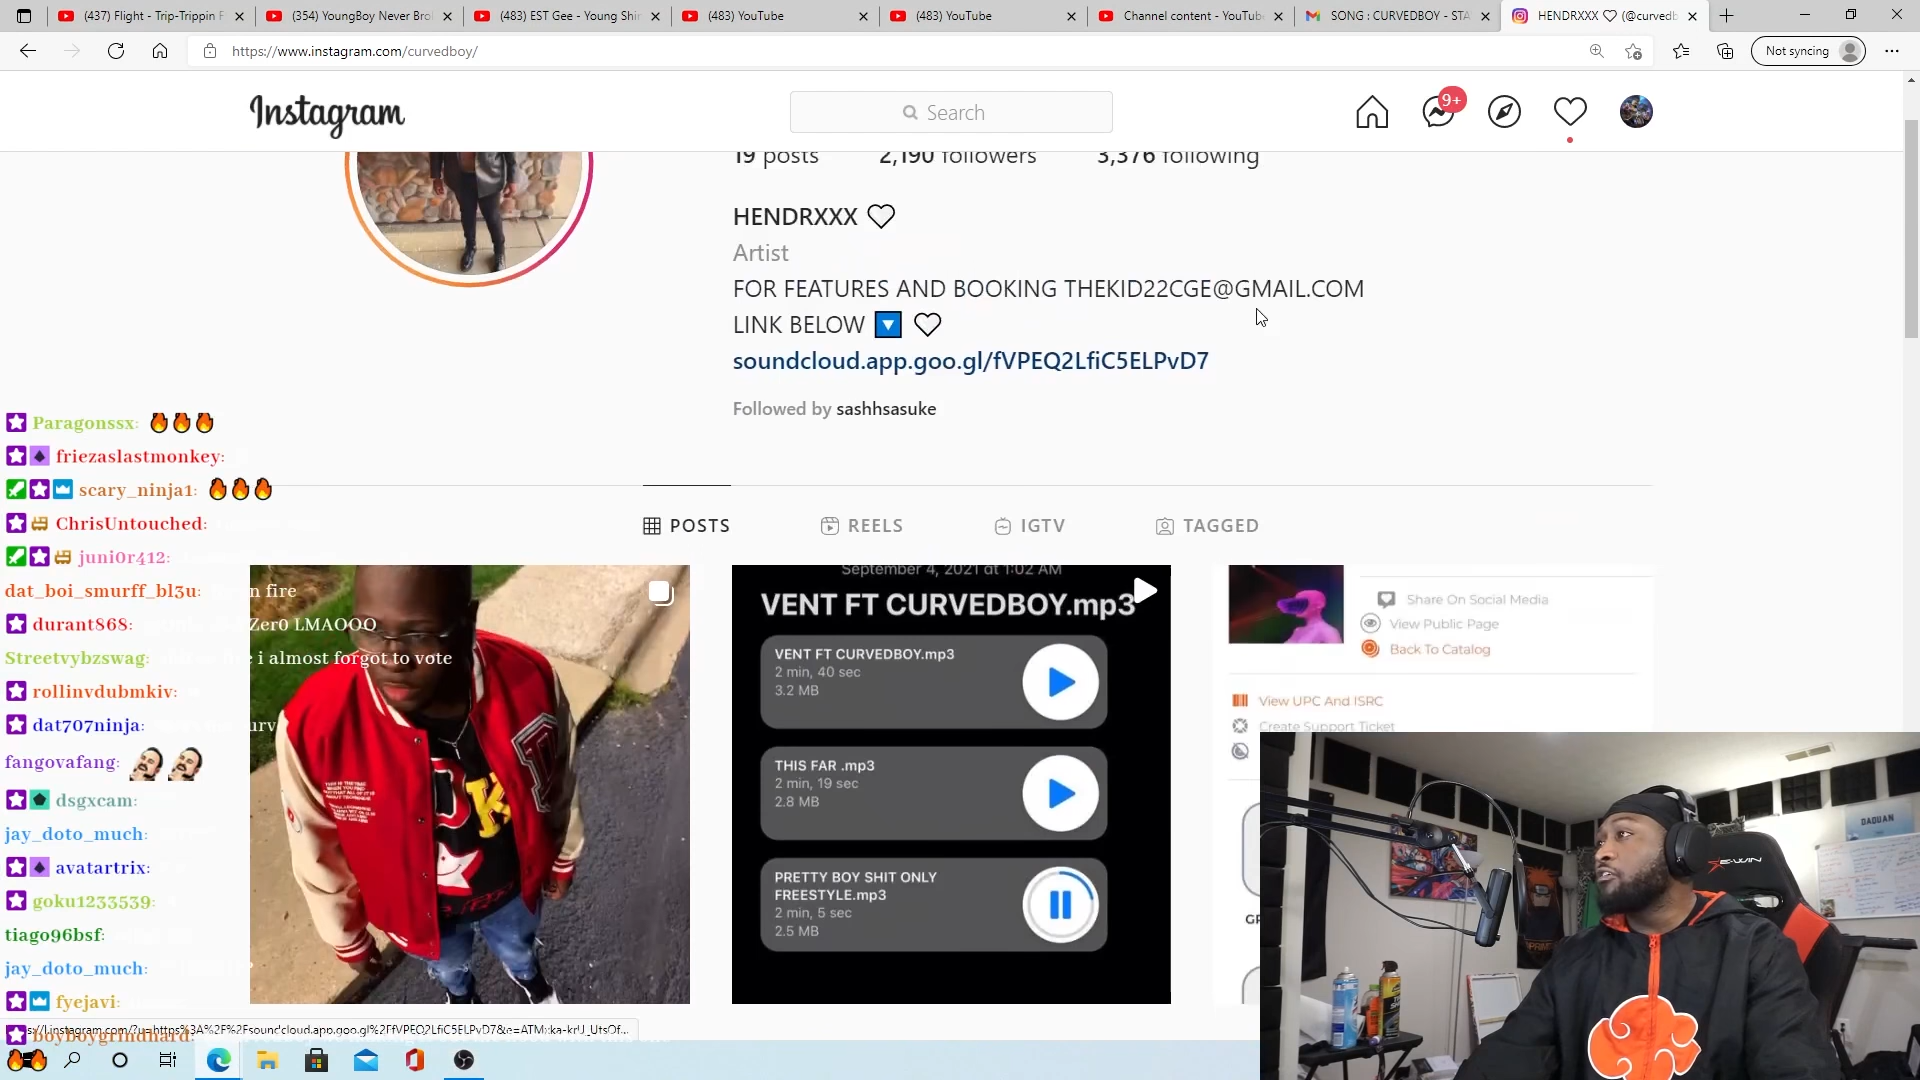 (437) Flight - Trip-Trippin F
(354) YoungBoy Never Bro
(483) EST Gee - Young Shi
(483) YouTube
(483) YouTube
Channel content - YouTube
SONG : CURVEDBOY - STA
HENDRXXX ♡ (@curvedb
https://www.instagram.com/curvedboy/
Not syncing
Instagram
Search
9+
19 posts
2,190 followers
3,376 following
HENDRXXX ♡
Artist
FOR FEATURES AND BOOKING THEKID22CGE@GMAIL.COM
LINK BELOW 🔽 ♡
soundcloud.app.goo.gl/fVPEQ2LfiC5ELPvD7
Followed by sashhsasuke
POSTS
REELS
IGTV
TAGGED
Paragonssx: 🔥🔥🔥
friezaslastmonkey:
scary_ninja1: 🔥🔥🔥
ChrisUntouched:
juni0r412:
dat_boi_smurff_bl3u: fire
durant868: Zer0 LMAOOO
Streetvybzswag: i almost forgot to vote
rollinvdubmkiv:
dat707ninja:
fangovafang:
dsgxcam:
jay_doto_much:
avatartrix:
goku1233539:
tiago96bsf:
jay_doto_much:
fyejavi:
boyboygrindhard:
September 4, 2021 at 1:02 AM
VENT FT CURVEDBOY.mp3
VENT FT CURVEDBOY.mp3
2 min, 40 sec
3.2 MB
THIS FAR .mp3
2 min, 19 sec
2.8 MB
PRETTY BOY SHIT ONLY
FREESTYLE.mp3
2 min, 5 sec
2.5 MB
Share On Social Media
View Public Page
Back To Catalog
View UPC And ISRC
Create Support Ticket
DAQUAN
E-WIN